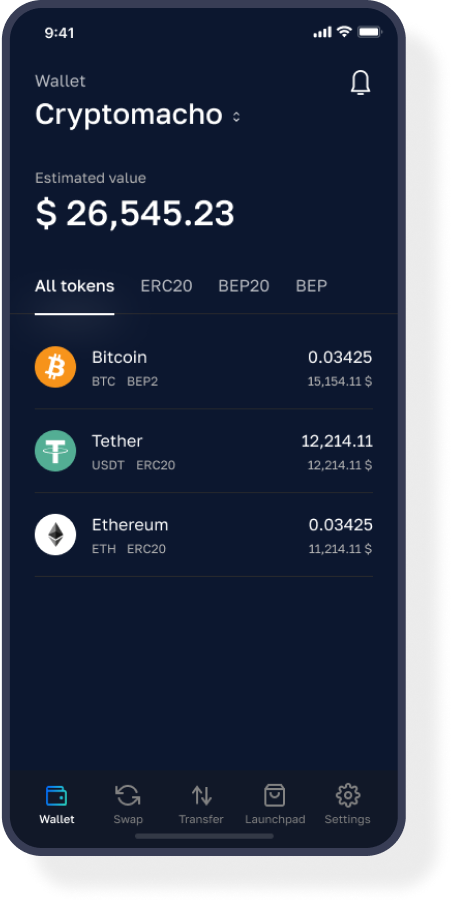 9:41
Wallet
Cryptomacho
Estimated value
$ 26,545.23
All tokens ERC20 BEP20 BEP
Bitcoin 0.03425
BTC BEP2 15,154.11 $
Tether 12,214.11
USDT ERC20 12,214.11 $
Ethereum 0.03425
ETH ERC20 11,214.11 $
Wallet Swap Transfer Launchpad Settings